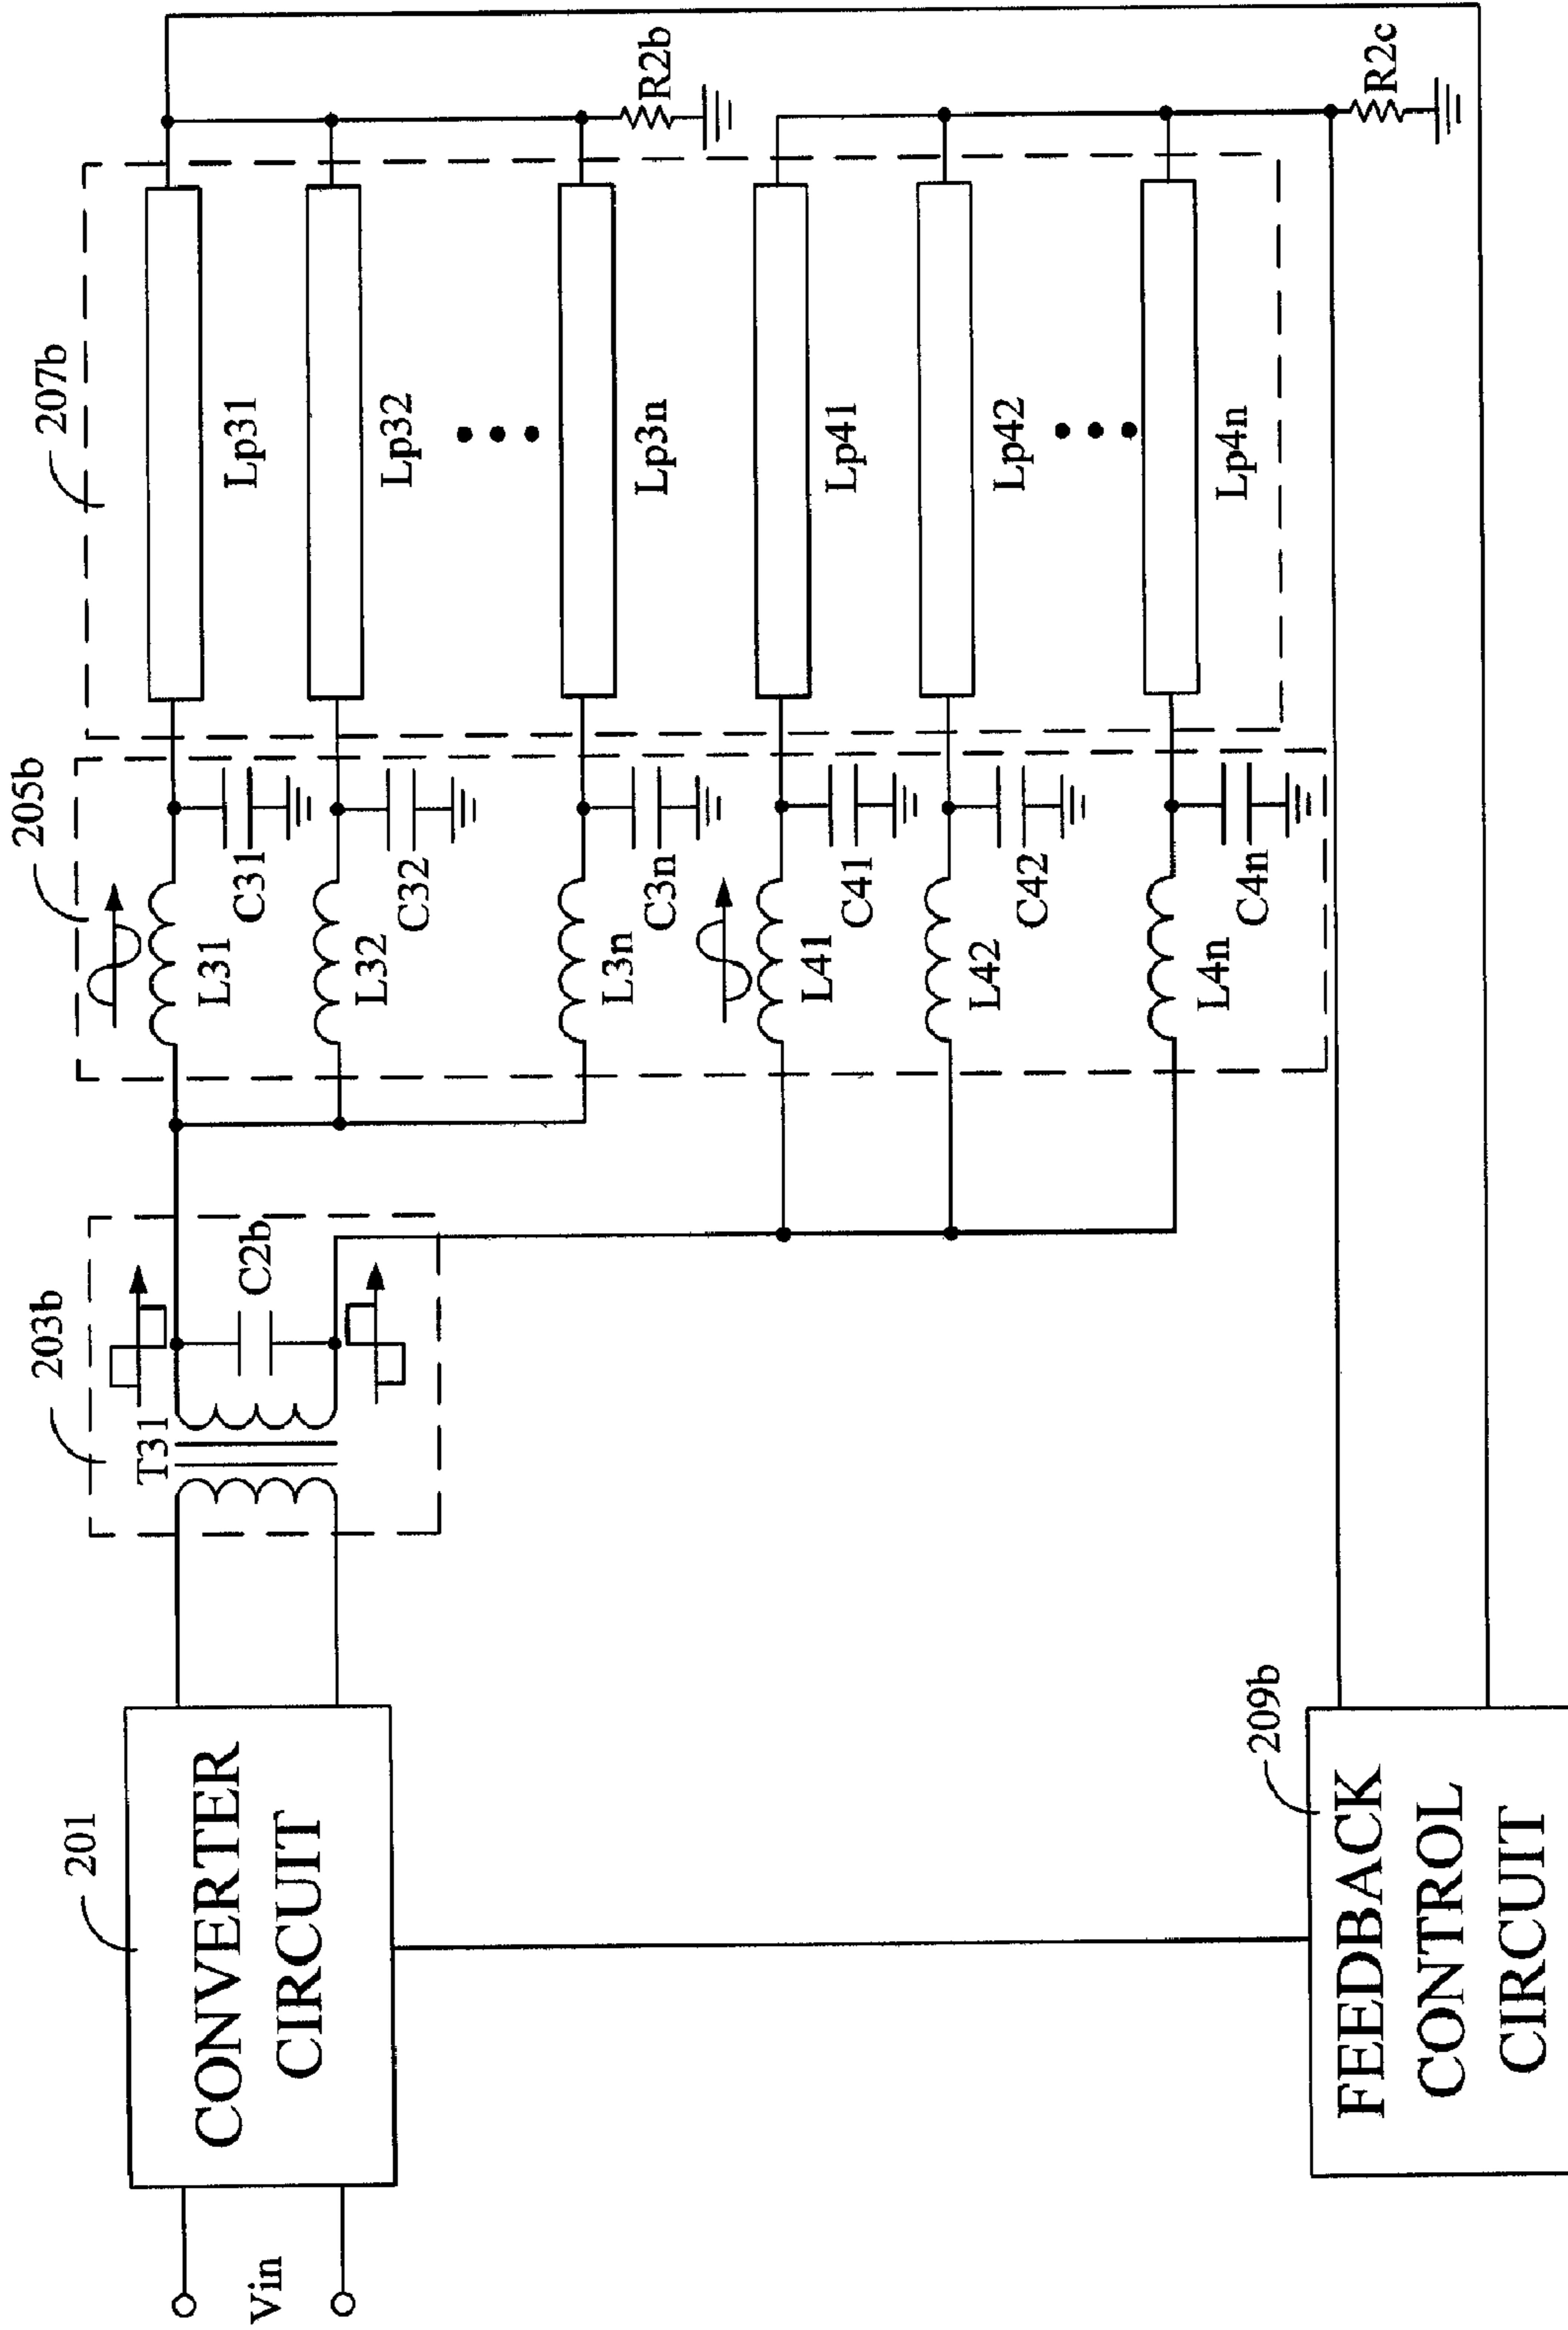 207b
205b
203b
201
209b
Vin
CONVERTER
CIRCUIT
T31
C2b
L31
C31
L32
C32
L3n
C3n
L41
C41
L42
C42
L4n
C4n
Lp31
Lp32
Lp3n
Lp41
Lp42
Lp4n
R2b
R2c
FEEDBACK
CONTROL
CIRCUIT